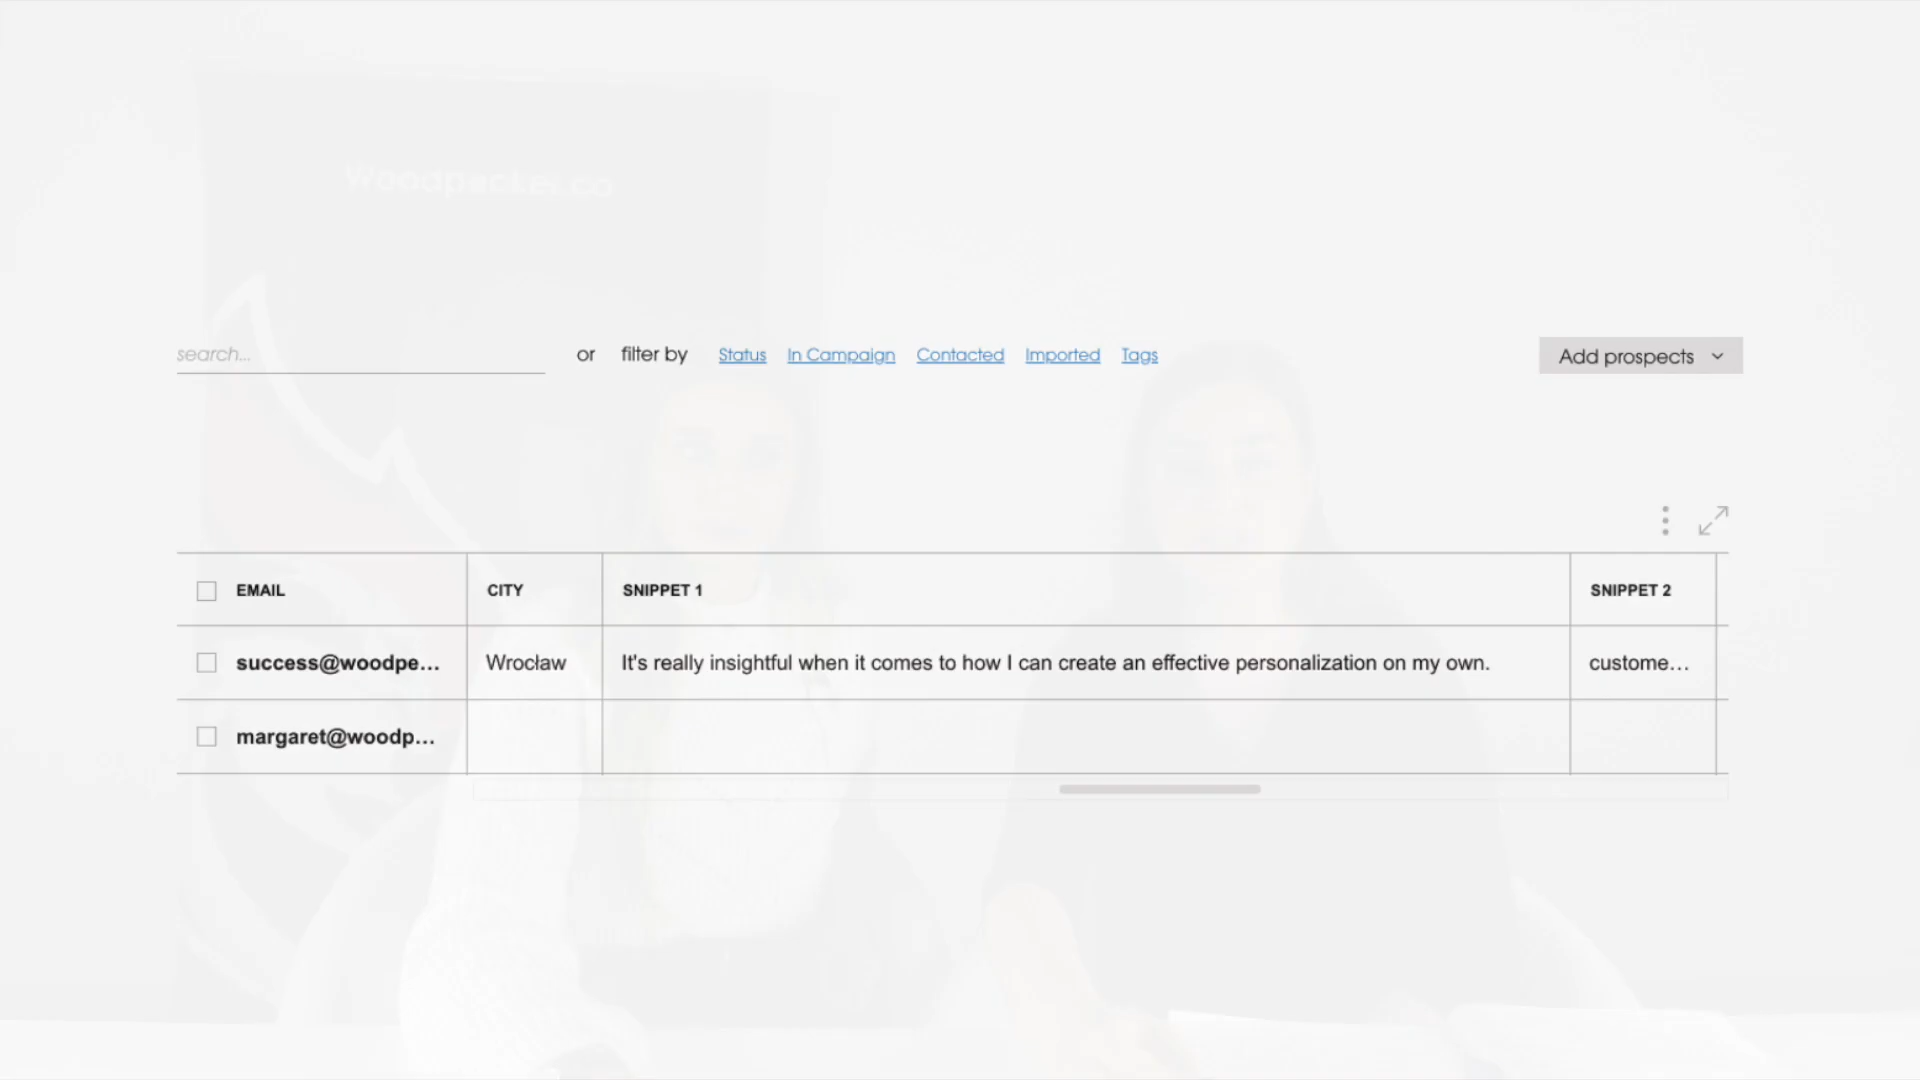 Woodpecker.co
search... or filter by Status In Campaign Contacted Imported Tags Add prospects
EMAIL CITY SNIPPET 1 SNIPPET 2
success@woodpe... Wrocław It's really insightful when it comes to how I can create an effective personalization on my own. custome...
margaret@woodp...